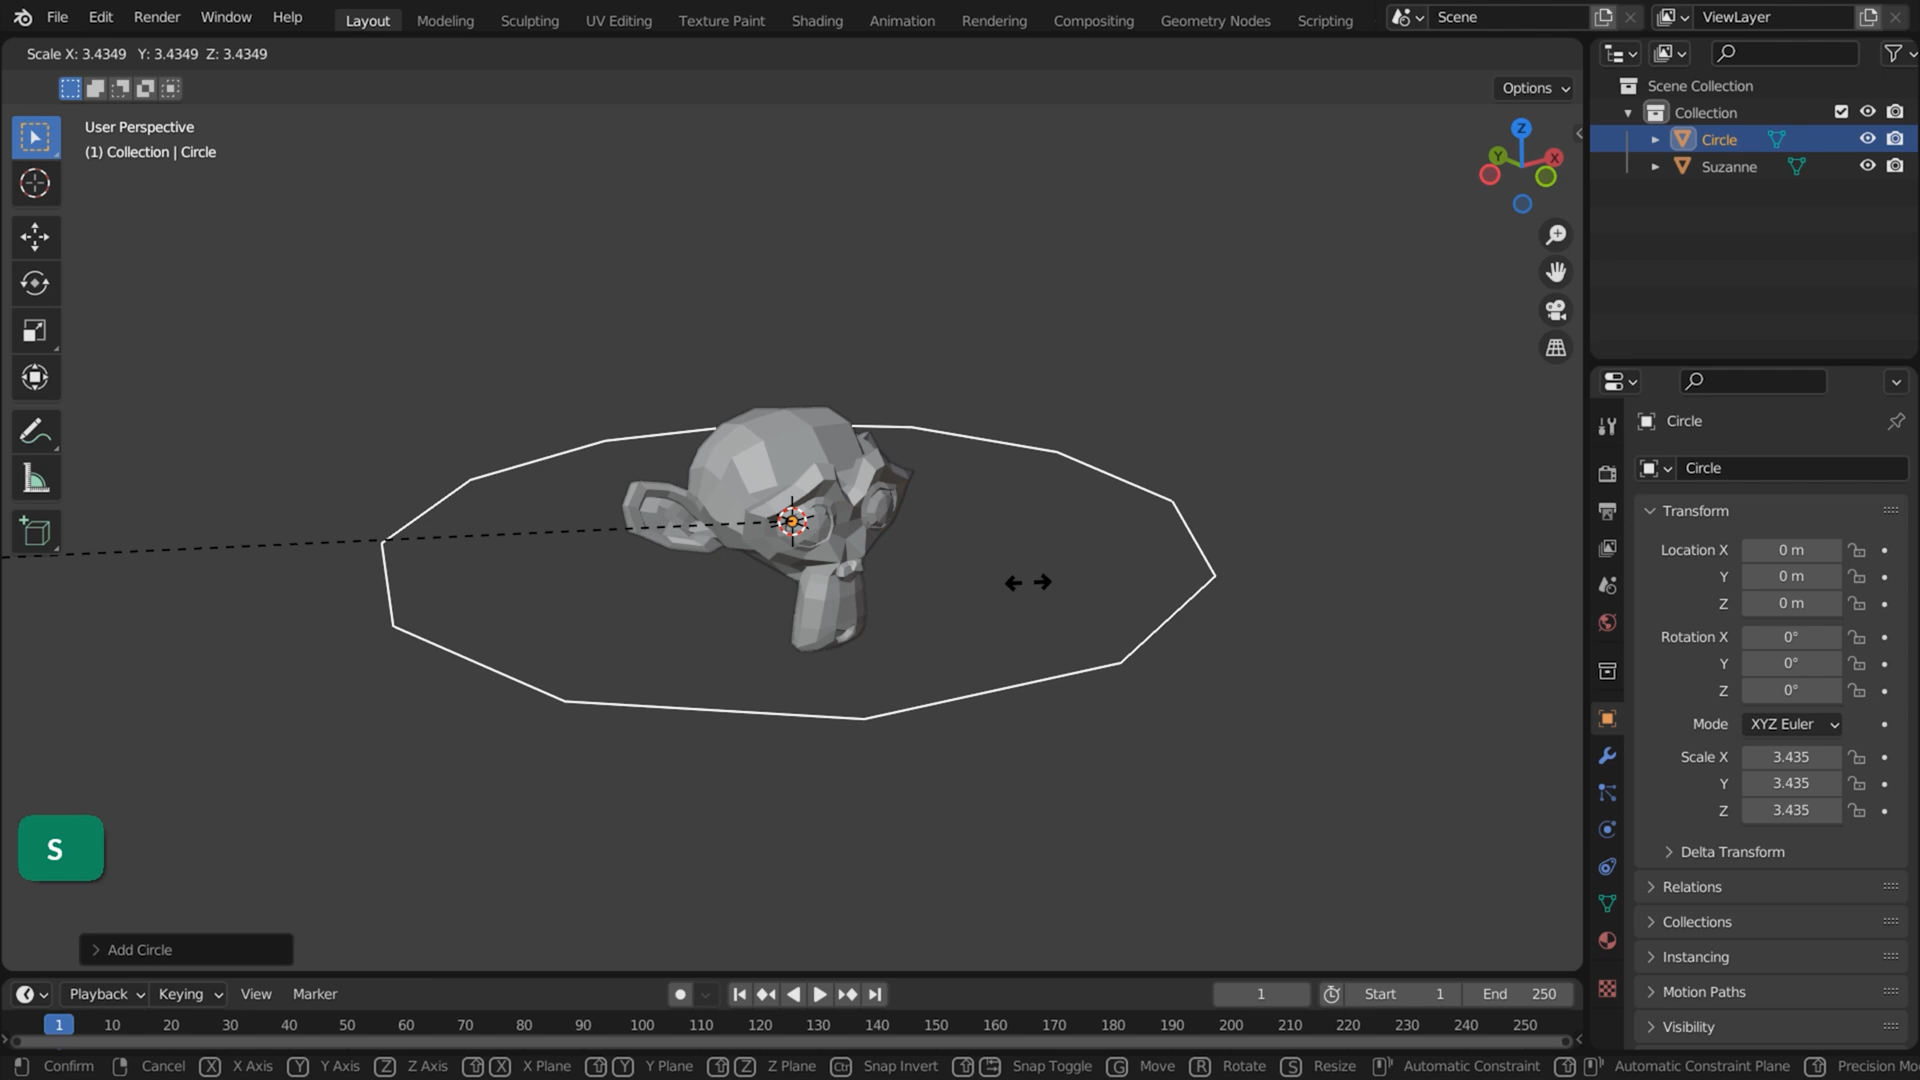 File Edit Render Window Help Layout Modeling Sculpting UV Editing Texture Paint Shading Animation Rendering Compositing Geometry Nodes Scripting Scene ViewLayer
Scale X: 3.4349 Y: 3.4349 Z: 3.4349
Options
User Perspective
(1) Collection | Circle
Z
Y
X
Scene Collection
Collection
Circle
Suzanne
Circle
Circle
Transform
Location X 0 m
Y 0 m
Z 0 m
Rotation X 0°
Y 0°
Z 0°
Mode XYZ Euler
Scale X 3.435
Y 3.435
Z 3.435
Delta Transform
Relations
Collections
Instancing
Motion Paths
Visibility
S
Add Circle
Playback Keying View Marker 1 Start 1 End 250
1 10 20 30 40 50 60 70 80 90 100 110 120 130 140 150 160 170 180 190 200 210 220 230 240 250
Confirm Cancel X X Axis Y Y Axis Z Z Axis X X Plane Y Y Plane Z Z Plane Ctrl Snap Invert Snap Toggle G Move R Rotate S Resize Automatic Constraint Automatic Constraint Plane Precision Mo